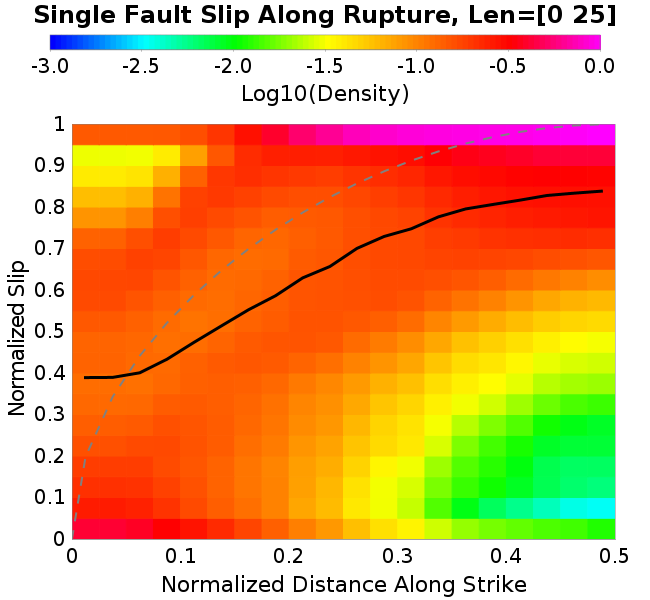 Single Fault Slip Along Rupture, Len=[0 25]
-3.0 -2.5 -2.0 -1.5 -1.0 -0.5 0.0
Log10(Density)
1
0.9
0.8
0.7
0.6
0.5
0.4
0.3
0.2
0.1
0
Normalized Slip
0 0.1 0.2 0.3 0.4 0.5
Normalized Distance Along Strike